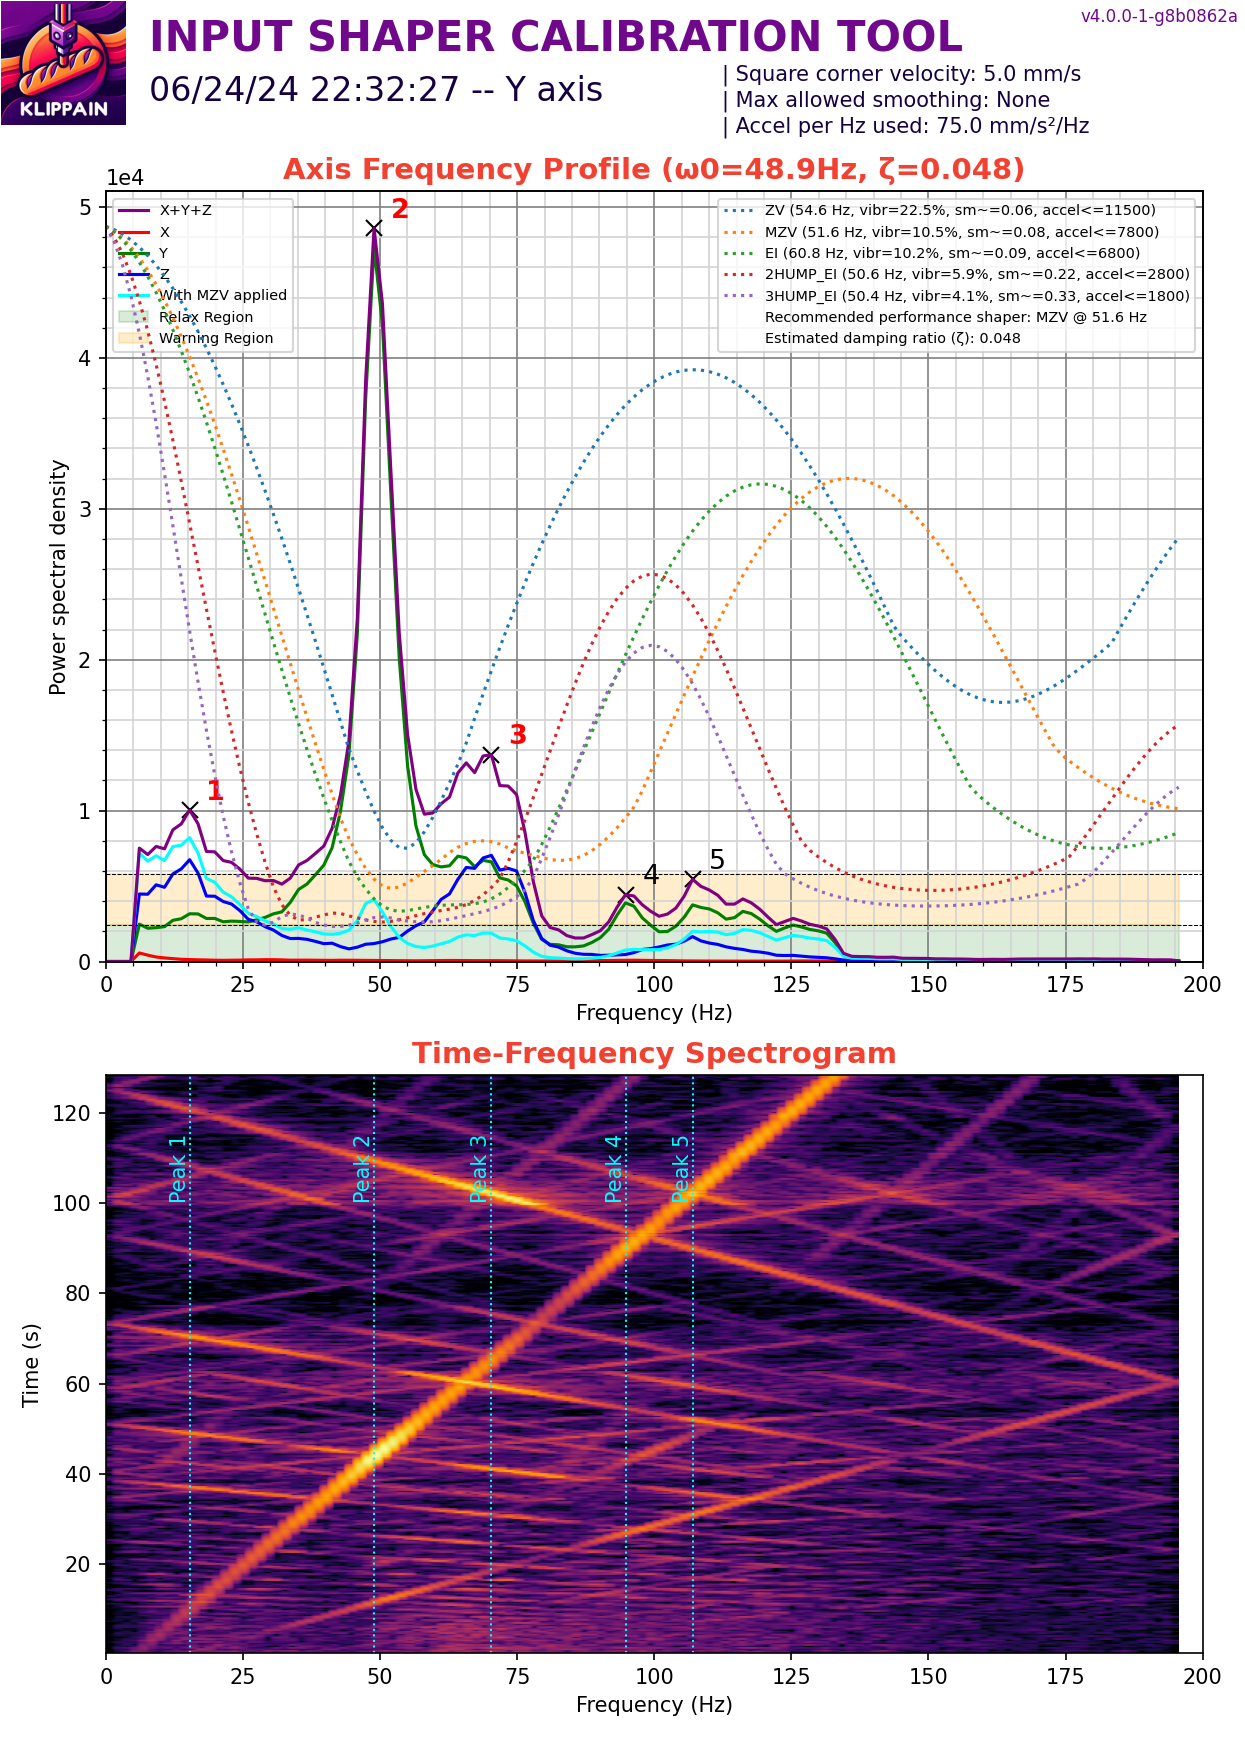 v4.0.0-1-g8b0862a
INPUT SHAPER CALIBRATION TOOL
06/24/24 22:32:27 -- Y axis
| Square corner velocity: 5.0 mm/s
| Max allowed smoothing: None
| Accel per Hz used: 75.0 mm/s²/Hz
KLIPPAIN
Axis Frequency Profile (ω0=48.9Hz, ζ=0.048)
1e4
X+Y+Z
X
Y
Z
With MZV applied
Relax Region
Warning Region
ZV (54.6 Hz, vibr=22.5%, sm~=0.06, accel<=11500)
MZV (51.6 Hz, vibr=10.5%, sm~=0.08, accel<=7800)
EI (60.8 Hz, vibr=10.2%, sm~=0.09, accel<=6800)
2HUMP_EI (50.6 Hz, vibr=5.9%, sm~=0.22, accel<=2800)
3HUMP_EI (50.4 Hz, vibr=4.1%, sm~=0.33, accel<=1800)
Recommended performance shaper: MZV @ 51.6 Hz
Estimated damping ratio (ζ): 0.048
5
4
3
2
1
0
Power spectral density
1
2
3
4
5
0 25 50 75 100 125 150 175 200
Frequency (Hz)
Time-Frequency Spectrogram
120
100
80
60
40
20
Time (s)
Peak 1
Peak 2
Peak 3
Peak 4
Peak 5
0 25 50 75 100 125 150 175 200
Frequency (Hz)